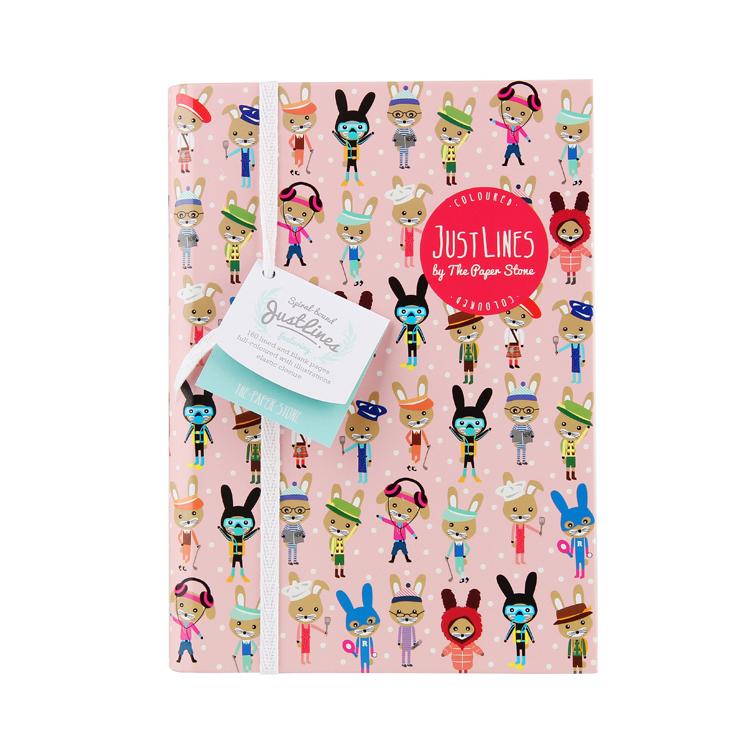 · COLOURED ·
JUSTLINES
by The Paper Stone
· COLOURED ·
Spiral-bound
JustLines
featuring
160 lined and blank pages
full-coloured with illustrations
elastic closure
THE PAPER STONE
R
R